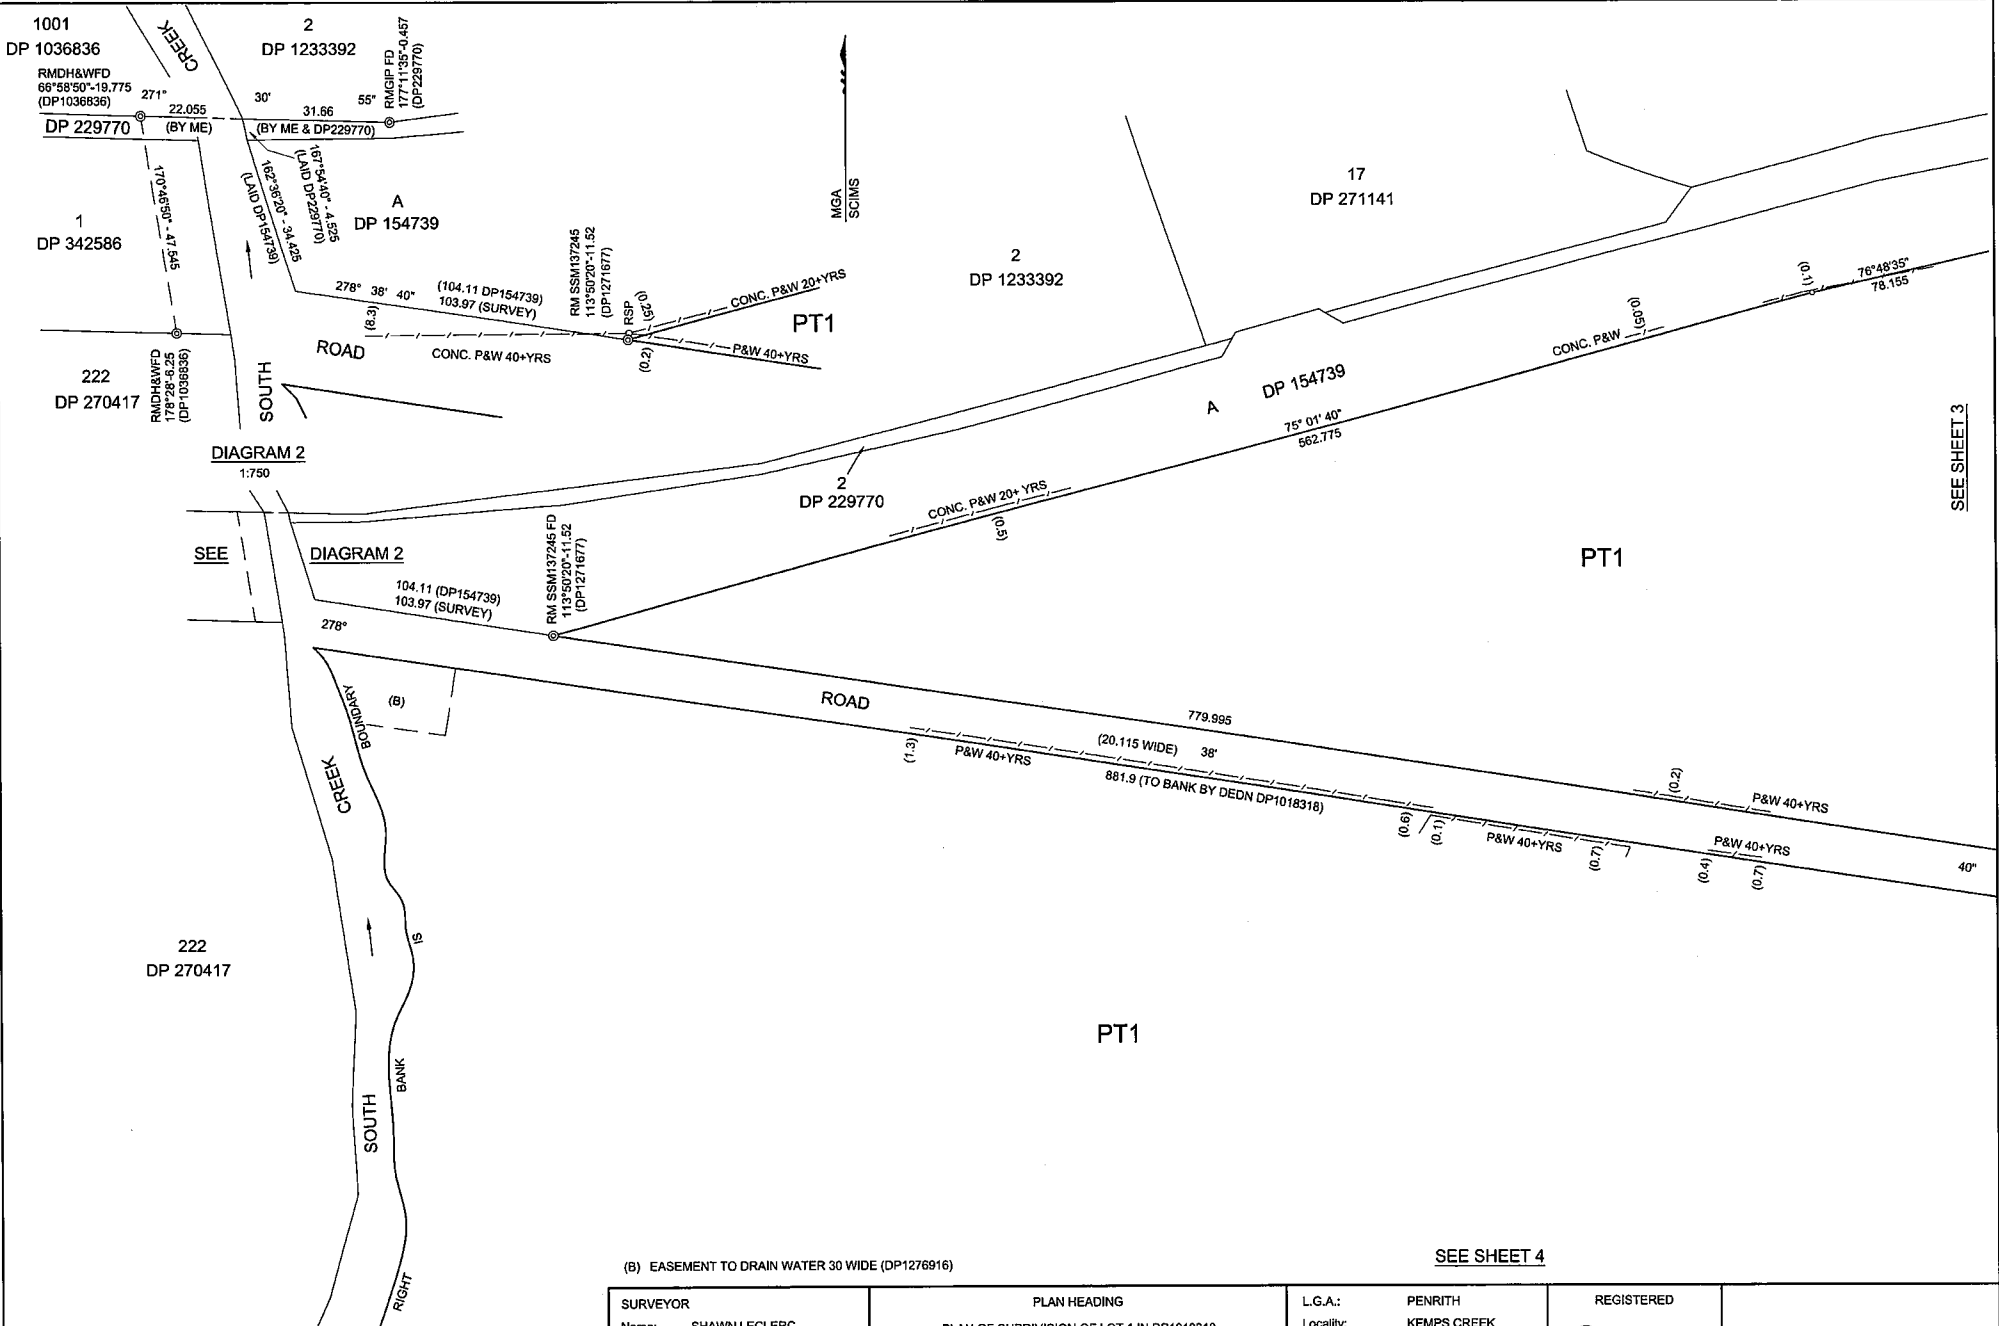 1001
DP 1036836
CREEK
2
DP 1233392
RMGIP FD
177°11'35"-0.457
(DP229770)
RMDH&WFD
66°58'50"-19.775
(DP1036836)
271°
30'
55"
22.055
(BY ME)
31.66
(BY ME & DP229770)
DP 229770
170°46'50" - 47.545
162°36'20" - 34.425
(LAID DP154739)
167°54'40" - 4.525
(LAID DP229770)
A
DP 154739
1
DP 342586
MGA
SCIMS
17
DP 271141
2
DP 1233392
278° 38' 40"
(104.11 DP154739)
103.97 (SURVEY)
RM SSM137245
113°50'20"-11.52
(DP1271677)
RSP
(0.25)
CONC. P&W 20+YRS
PT1
(8.3)
ROAD
CONC. P&W 40+YRS
(0.2)
P&W 40+YRS
222
DP 270417
RMDH&WFD
178°28'-6.25
(DP1036836)
SOUTH
DIAGRAM 2
1:750
(0.1)
76°48'35"
78.155
(0.05)
CONC. P&W
A
DP 154739
75° 01' 40"
562.775
SEE SHEET 3
2
DP 229770
CONC. P&W 20+ YRS
(0.5)
SEE
DIAGRAM 2
RM SSM137245 FD
113°50'20"-11.52
(DP1271677)
PT1
104.11 (DP154739)
103.97 (SURVEY)
278°
(B)
BOUNDARY
ROAD
779.995
(20.115 WIDE)
38'
(1.3)
P&W 40+YRS
881.9 (TO BANK BY DEDN DP1018318)
(0.2)
P&W 40+YRS
(0.6)
(0.1)
P&W 40+YRS
(0.7)
P&W 40+YRS
(0.4)
(0.7)
40"
CREEK
IS
222
DP 270417
PT1
BANK
SOUTH
RIGHT
(B) EASEMENT TO DRAIN WATER 30 WIDE (DP1276916)
SEE SHEET 4
SURVEYOR
PLAN HEADING
L.G.A.: PENRITH
REGISTERED
Name: SHAWN LECLERC
Locality: KEMPS CREEK